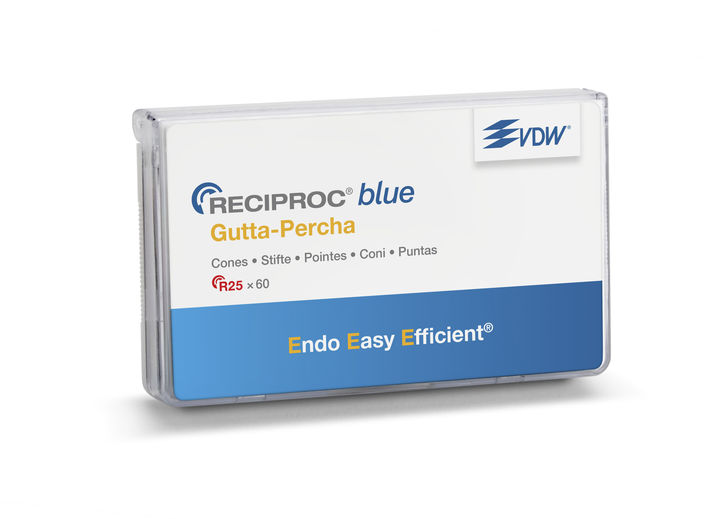 VDW®
RECIPROC® blue
Gutta-Percha
Cones • Stifte • Pointes • Coni • Puntas
R25 x 60
Endo Easy Efficient®